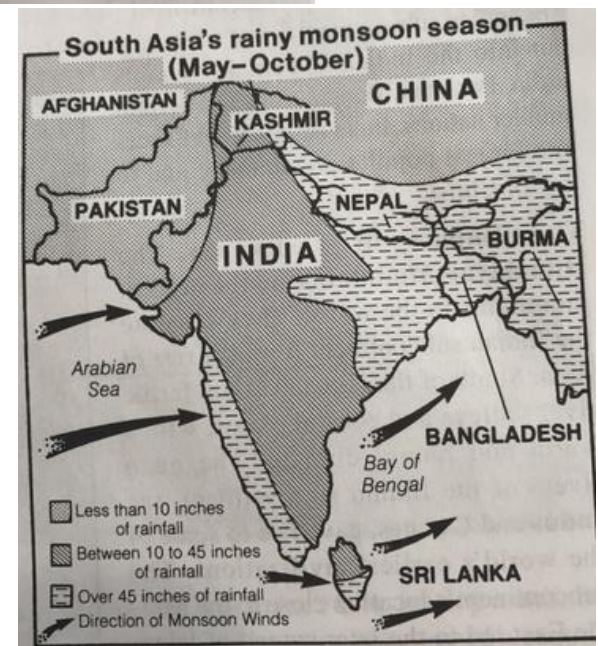 South Asia's rainy monsoon season
(May–October)
AFGHANISTAN
CHINA
KASHMIR
PAKISTAN
NEPAL
INDIA
BURMA
Arabian
Sea
BANGLADESH
Bay of
Bengal
Less than 10 inches
of rainfall
Between 10 to 45 inches
of rainfall
SRI LANKA
Over 45 inches of rainfall
Direction of Monsoon Winds